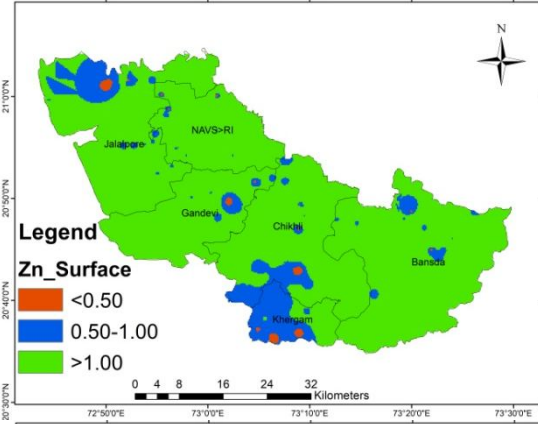 N
21°0'0"N
NAVS>RI
Jalalpore
20°50'0"N
Gandevi
Chikhli
Bansda
Legend
Zn_Surface
<0.50
0.50-1.00
>1.00
20°40'0"N
Khergam
0 4 8 16 24 32
Kilometers
20°30'0"N
72°50'0"E 73°0'0"E 73°10'0"E 73°20'0"E 73°30'0"E